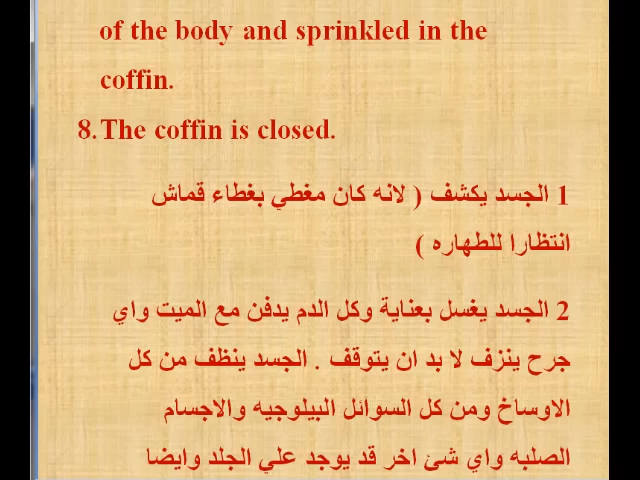 of the body and sprinkled in the
coffin.
8. The coffin is closed.
1 الجسد يكشف ( لانه كان مغطي بغطاء قماش
انتظارا للطهاره )
2 الجسد يغسل بعناية وكل الدم يدفن مع الميت واي
جرح ينزف لا بد ان يتوقف . الجسد ينظف من كل
الاوساخ ومن كل السوائل البيلوجيه والاجسام
الصلبه واي شئ اخر قد يوجد علي الجلد وايضا